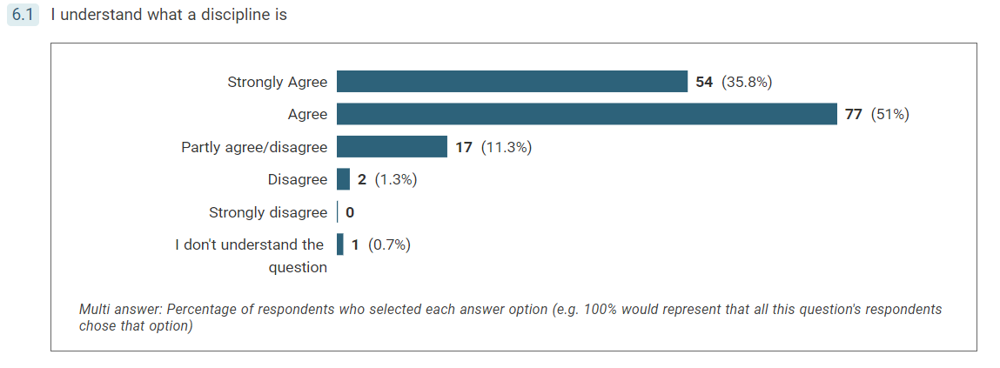 6.1 I understand what a discipline is
Strongly Agree 54 (35.8%)
Agree 77 (51%)
Partly agree/disagree 17 (11.3%)
Disagree 2 (1.3%)
Strongly disagree 0
I don't understand the 1 (0.7%)
question
Multi answer: Percentage of respondents who selected each answer option (e.g. 100% would represent that all this question's respondents
chose that option)